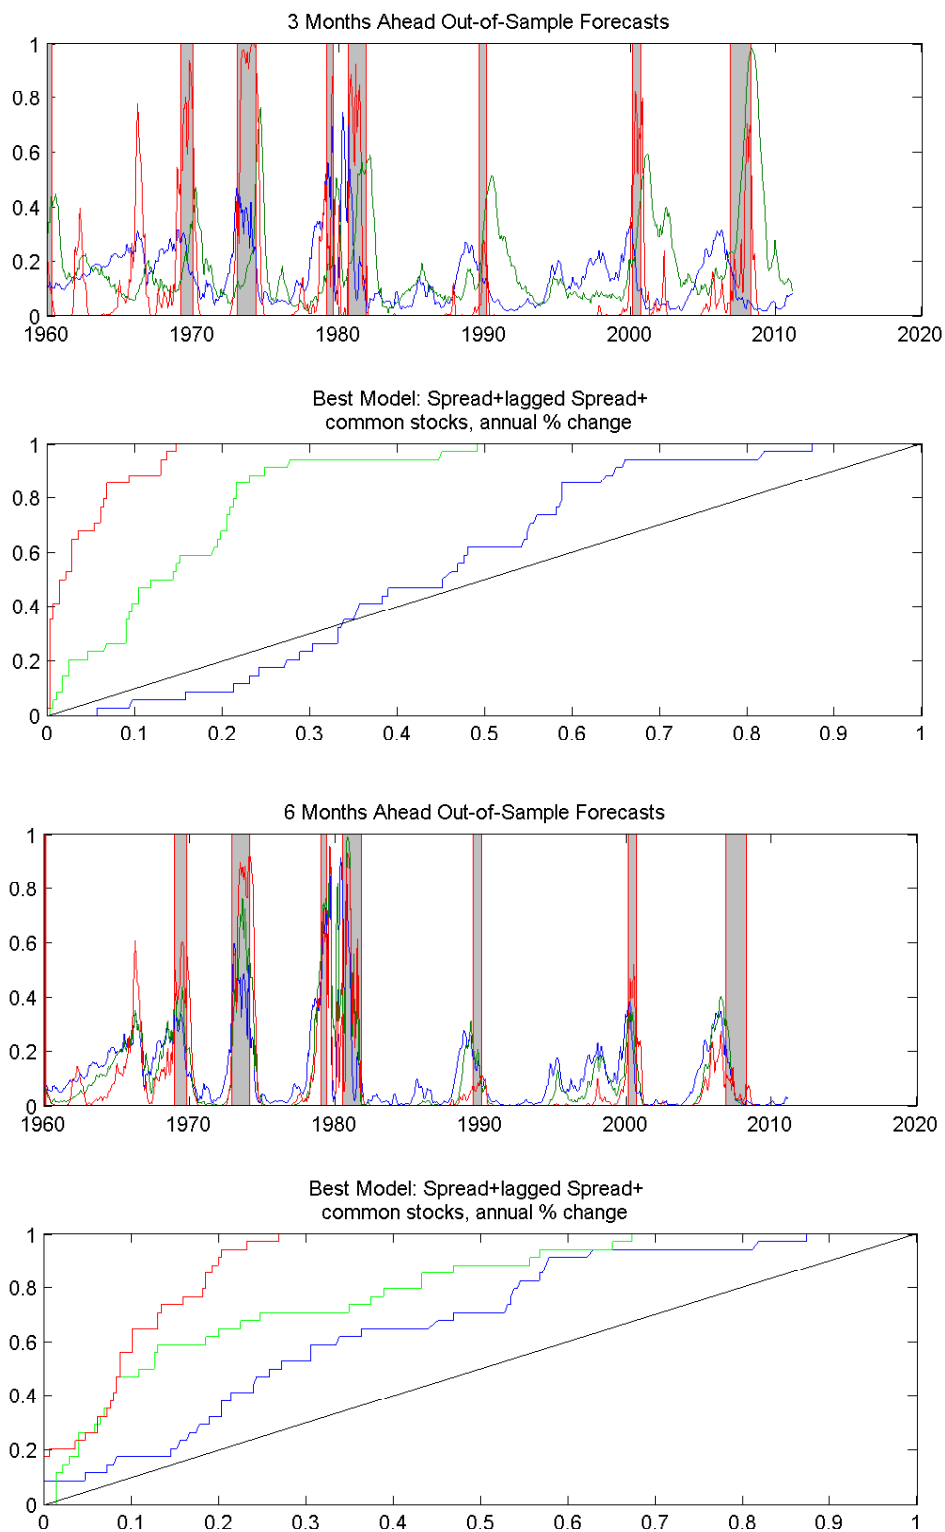 3 Months Ahead Out-of-Sample Forecasts
1
0.8
0.6
0.4
0.2
0
1960 1970 1980 1990 2000 2010 2020
Best Model: Spread+lagged Spread+
common stocks, annual % change
1
0.8
0.6
0.4
0.2
0
0 0.1 0.2 0.3 0.4 0.5 0.6 0.7 0.8 0.9 1
6 Months Ahead Out-of-Sample Forecasts
1
0.8
0.6
0.4
0.2
0
1960 1970 1980 1990 2000 2010 2020
Best Model: Spread+lagged Spread+
common stocks, annual % change
1
0.8
0.6
0.4
0.2
0
0 0.1 0.2 0.3 0.4 0.5 0.6 0.7 0.8 0.9 1